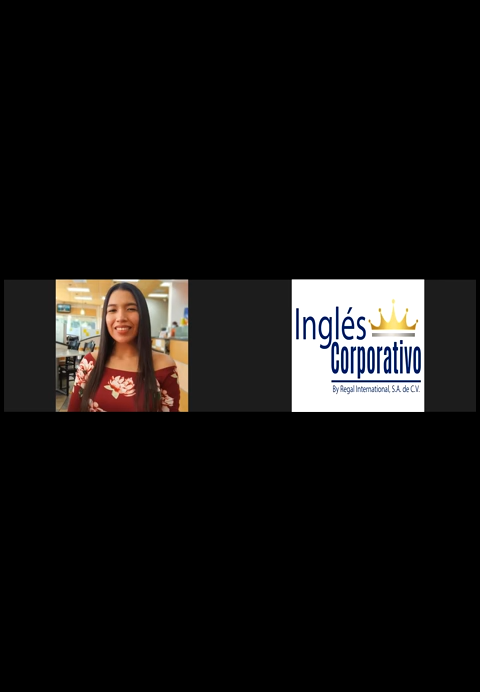 Inglés
Corporativo
By Regal International, S.A. de C.V.